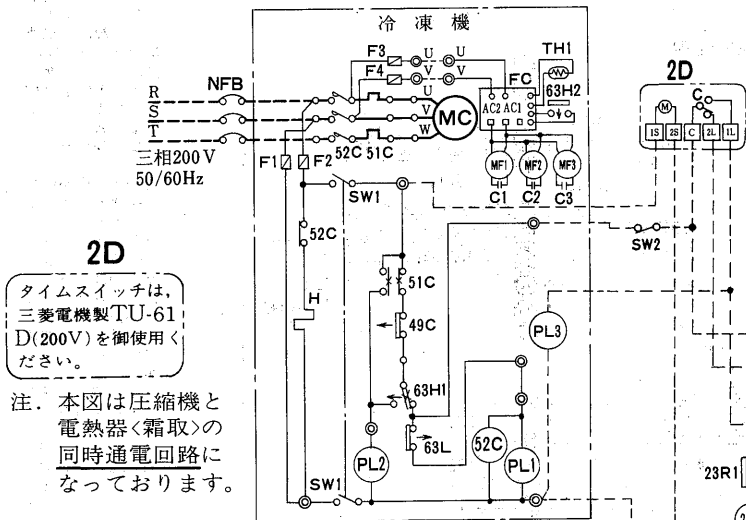 冷凍機
F3 U U
F4 V V
TH1
FC
63H2
AC2 AC1
R
S
T
NFB
U
V
W
MC
三相200V
50/60Hz
52C 51C
F1 F2
MF1 MF2 MF3
C1 C2 C3
2D
C
M
1S 2S C 2L 1L
SW1
SW2
52C
H
51C
49C
63H1
63L
PL3
52C
PL2
PL1
SW1
23R1
2D
タイムスイッチは,
三菱電機製TU-61
D(200V)を御使用く
ださい。
注. 本図は圧縮機と
電熱器<霜取>の
同時通電回路に
なっております。